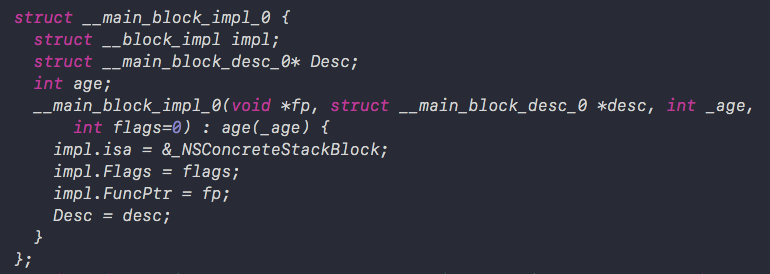 struct __main_block_impl_0 {
  struct __block_impl impl;
  struct __main_block_desc_0* Desc;
  int age;
  __main_block_impl_0(void *fp, struct __main_block_desc_0 *desc, int _age,
      int flags=0) : age(_age) {
    impl.isa = &_NSConcreteStackBlock;
    impl.Flags = flags;
    impl.FuncPtr = fp;
    Desc = desc;
  }
};